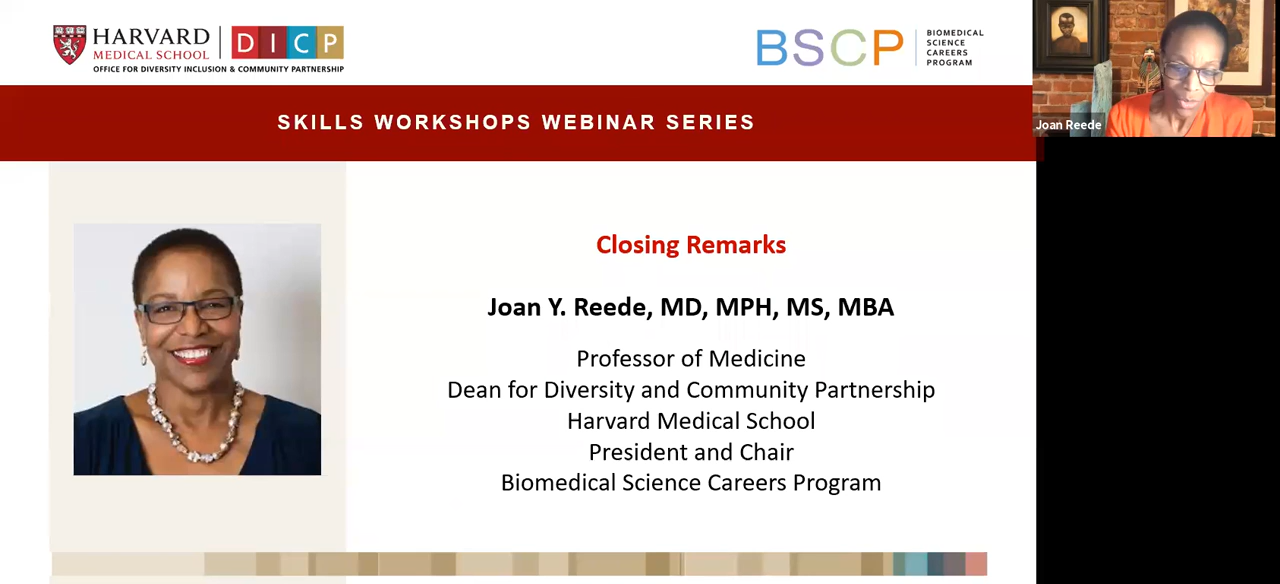 HARVARD
MEDICAL SCHOOL
DICP
OFFICE FOR DIVERSITY INCLUSION & COMMUNITY PARTNERSHIP
BSCP
BIOMEDICAL
SCIENCE
CAREERS
PROGRAM
Joan Reede
SKILLS WORKSHOPS WEBINAR SERIES
Closing Remarks
Joan Y. Reede, MD, MPH, MS, MBA
Professor of Medicine
Dean for Diversity and Community Partnership
Harvard Medical School
President and Chair
Biomedical Science Careers Program